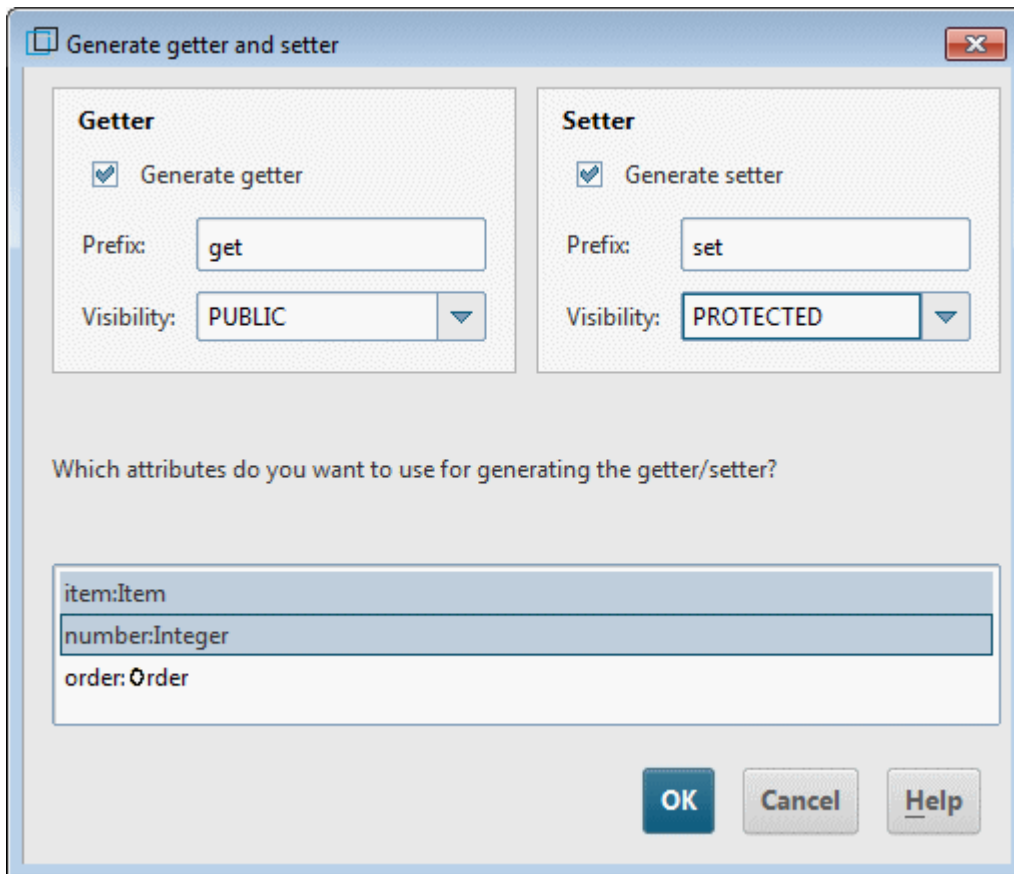 Generate getter and setter
Getter
Generate getter
Prefix: get
Visibility: PUBLIC
Setter
Generate setter
Prefix: set
Visibility: PROTECTED
Which attributes do you want to use for generating the getter/setter?
item:Item
number:Integer
order:Order
OK Cancel Help